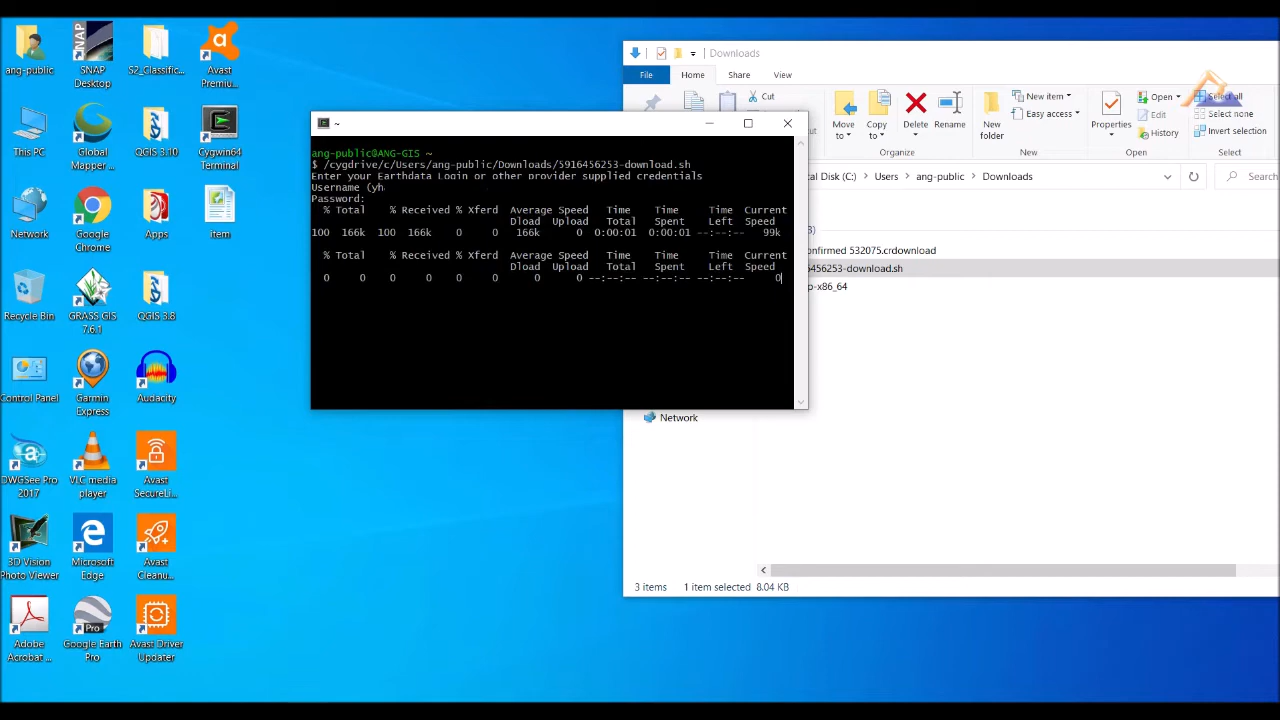 ang-public
SNAP
Desktop
S2_Classific...
Avast
Premiu...
This PC
Global
Mapper ...
QGIS 3.10
Cygwin64
Terminal
Network
Google
Chrome
Apps
item
Recycle Bin
GRASS GIS
7.6.1
QGIS 3.8
Control Panel
Garmin
Express
Audacity
DWGSee Pro
2017
VLC media
player
Avast
SecureLi...
3D Vision
Photo Viewer
Microsoft
Edge
Avast
Cleanu...
Adobe
Acrobat ...
Google Earth
Pro
Avast Driver
Updater
~
ang-public@ANG-GIS ~
$ /cygdrive/c/Users/ang-public/Downloads/5916456253-download.sh
Enter your Earthdata Login or other provider supplied credentials
Username (yh
Password:
% Total % Received % Xferd Average Speed Time Time Time Current
Dload Upload Total Spent Left Speed
100 166k 100 166k 0 0 166k 0 0:00:01 0:00:01 --:--:-- 99k
% Total % Received % Xferd Average Speed Time Time Time Current
Dload Upload Total Spent Left Speed
0 0 0 0 0 0 0 0 --:--:-- --:--:-- --:--:-- 0
Downloads
File Home Share View
Cut
Move
to
Copy
to
Delete
Rename
New
folder
New item
Easy access
Properties
Open
Edit
History
Select all
Select none
Invert selection
Organize
New
Open
Select
tal Disk (C:) > Users > ang-public > Downloads
Search
3)
onfirmed 532075.crdownload
6456253-download.sh
p-x86_64
Network
3 items 1 item selected 8.04 KB